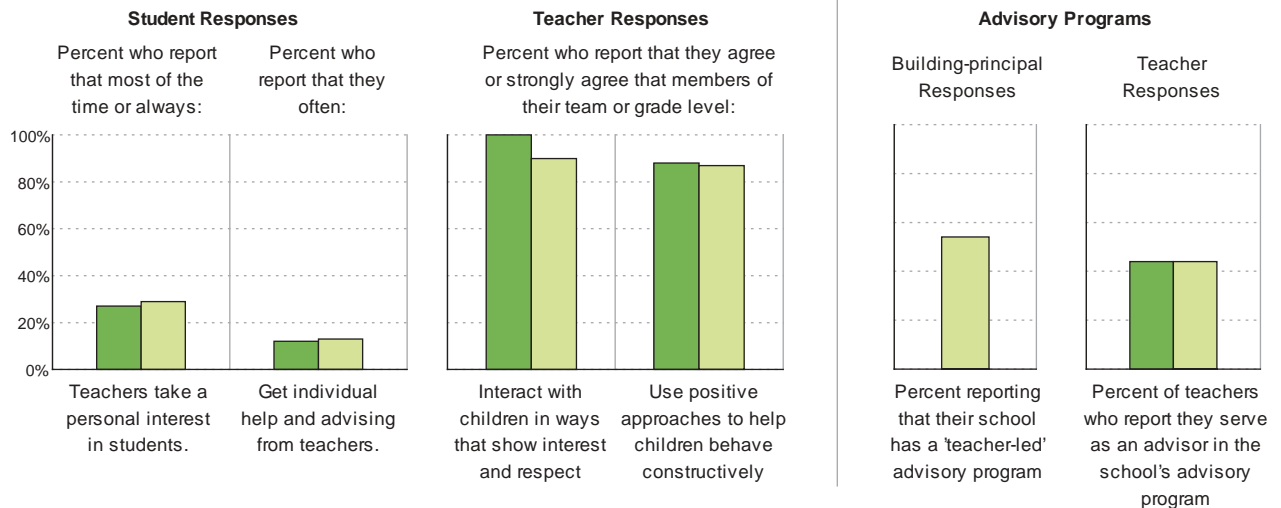 Student Responses
Percent who report
that most of the
time or always:
Percent who
report that they
often:
100%
80%
60%
40%
20%
0%
Teachers take a
personal interest
in students.
Get individual
help and advising
from teachers.
Teacher Responses
Percent who report that they agree
or strongly agree that members of
their team or grade level:
Interact with
children in ways
that show interest
and respect
Use positive
approaches to help
children behave
constructively
Advisory Programs
Building-principal
Responses
Percent reporting
that their school
has a 'teacher-led'
advisory program
Teacher
Responses
Percent of teachers
who report they serve
as an advisor in the
school's advisory
program